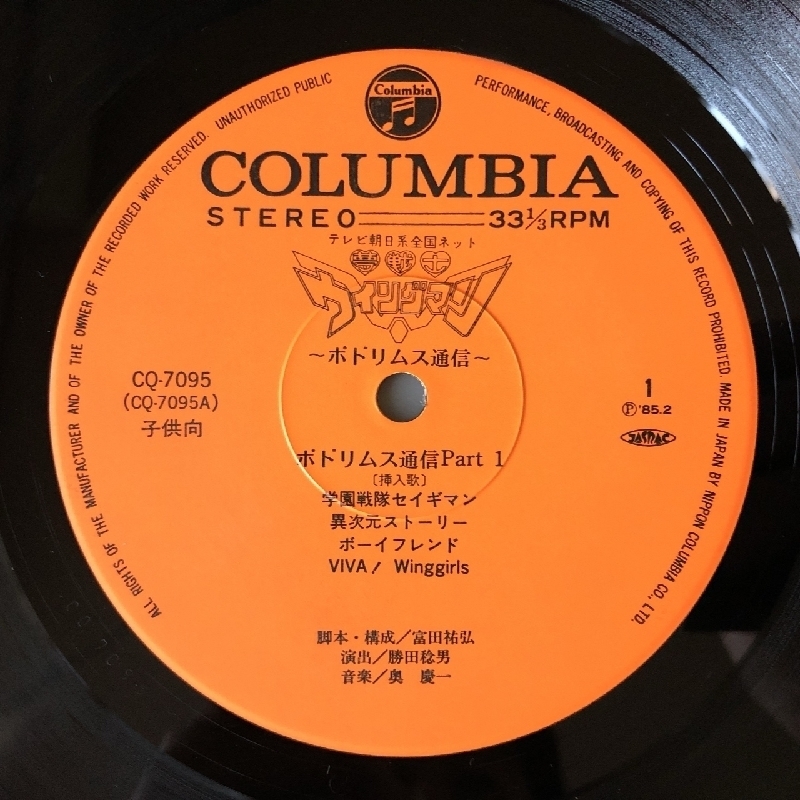 Columbia
ALL RIGHTS OF THE MANUFACTURER AND OF THE OWNER OF THE RECORDED WORK RESERVED. UNAUTHORIZED PUBLIC PERFORMANCE, BROADCASTING AND COPYING OF THIS RECORD PROHIBITED. MADE IN JAPAN BY NIPPON COLUMBIA CO., LTD.
COLUMBIA
STEREO 33⅓RPM
テレビ朝日系全国ネット
夢戦士
ウイングマン
〜ポドリムス通信〜
CQ-7095
(CQ-7095A)
子供向
1
Ⓟ'85.2
JASRAC
ポドリムス通信Part 1
〔挿入歌〕
学園戦隊セイギマン
異次元ストーリー
ボーイフレンド
VIVA! Winggirls
脚本・構成/富田祐弘
演出/勝田稔男
音楽/奥 慶一